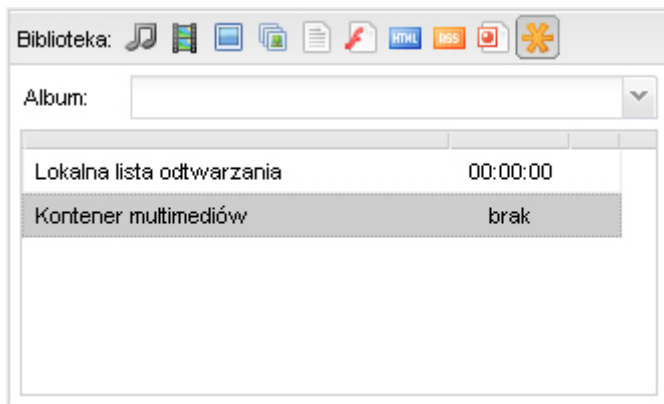 Biblioteka: HTML RSS
Album:
Lokalna lista odtwarzania 00:00:00
Kontener multimediów brak